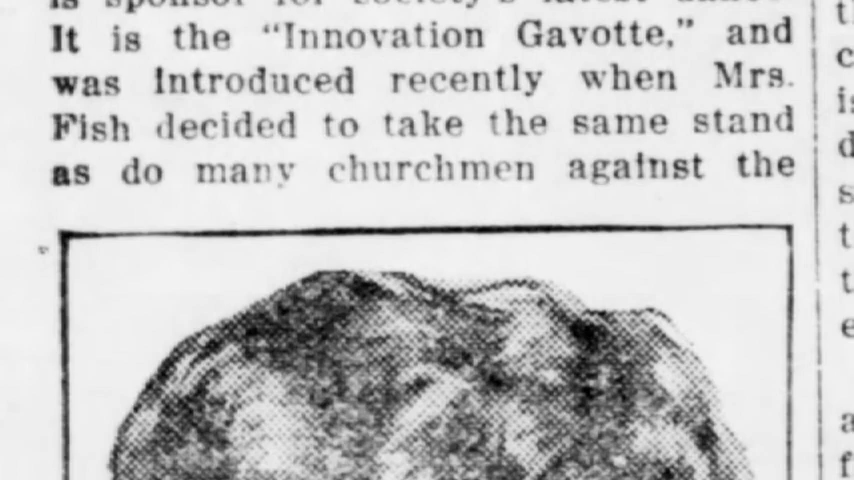 is sponsor for society's latest dance.
It is the “Innovation Gavotte,” and
was introduced recently when Mrs.
Fish decided to take the same stand
as do many churchmen against the